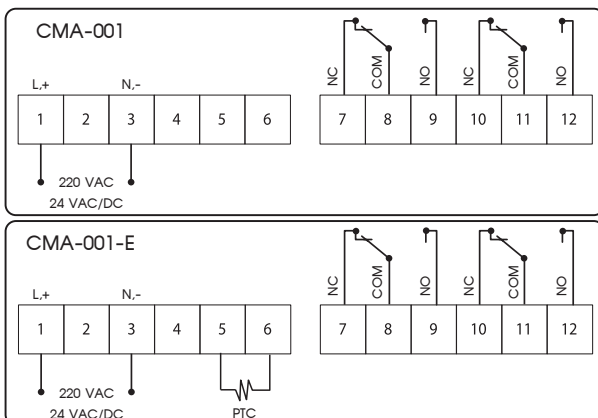 CMA-001
NC COM NO NC COM NO
L,+ N,-
1 2 3 4 5 6 7 8 9 10 11 12
220 VAC
24 VAC/DC
CMA-001-E
NC COM NO NC COM NO
L,+ N,-
1 2 3 4 5 6 7 8 9 10 11 12
220 VAC
24 VAC/DC PTC